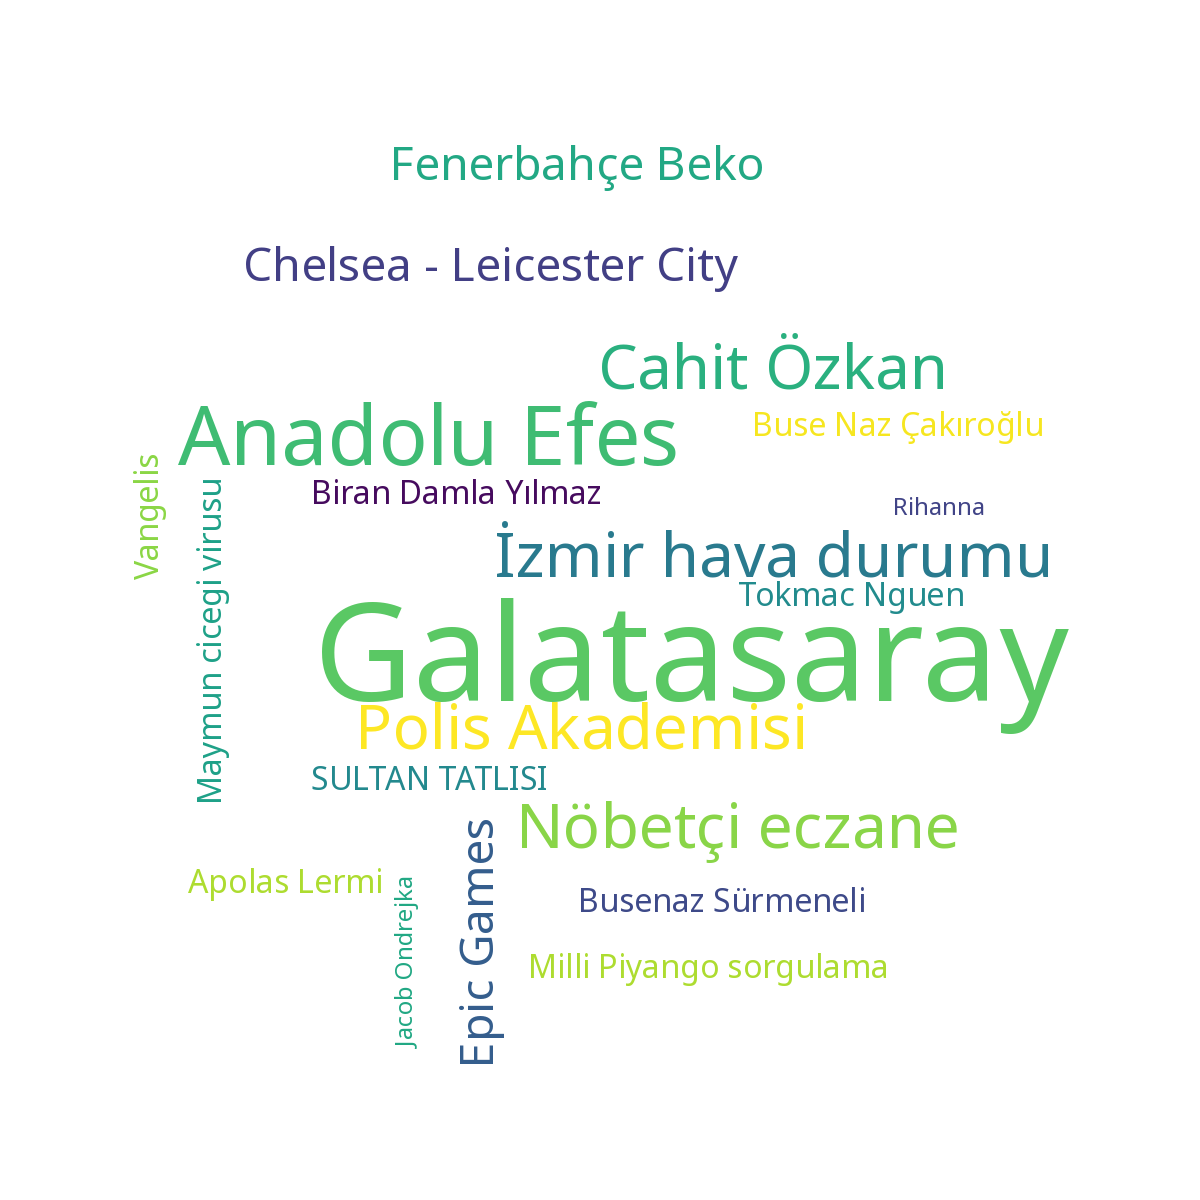 Fenerbahçe Beko
Chelsea - Leicester City
Cahit Özkan
Anadolu Efes
Buse Naz Çakıroğlu
Vangelis
Maymun cicegi virusu
Biran Damla Yılmaz
Rihanna
İzmir hava durumu
Tokmac Nguen
Galatasaray
Polis Akademisi
SULTAN TATLISI
Nöbetçi eczane
Epic Games
Apolas Lermi
Jacob Ondrejka
Busenaz Sürmeneli
Milli Piyango sorgulama